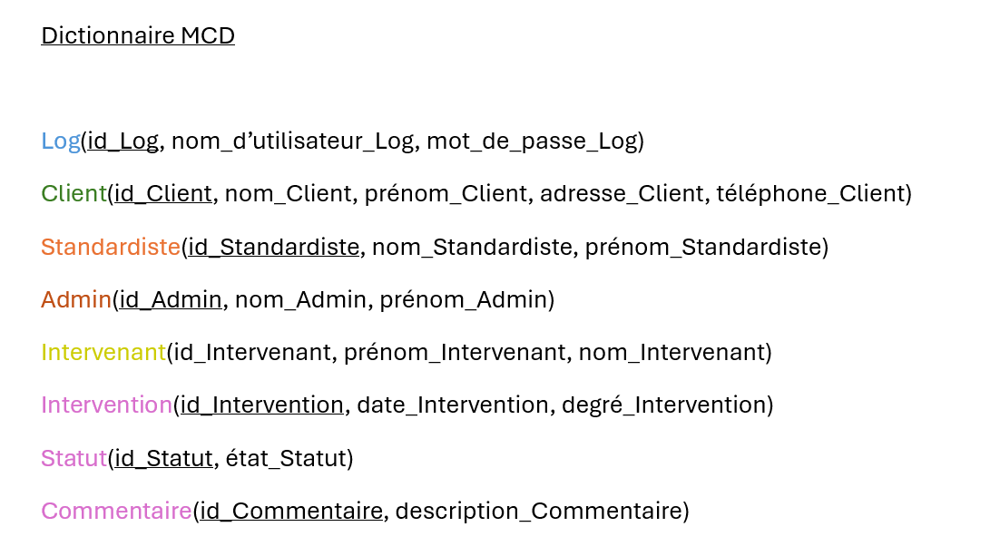 Dictionnaire MCD
Log(id_Log, nom_d’utilisateur_Log, mot_de_passe_Log)
Client(id_Client, nom_Client, prénom_Client, adresse_Client, téléphone_Client)
Standardiste(id_Standardiste, nom_Standardiste, prénom_Standardiste)
Admin(id_Admin, nom_Admin, prénom_Admin)
Intervenant(id_Intervenant, prénom_Intervenant, nom_Intervenant)
Intervention(id_Intervention, date_Intervention, degré_Intervention)
Statut(id_Statut, état_Statut)
Commentaire(id_Commentaire, description_Commentaire)